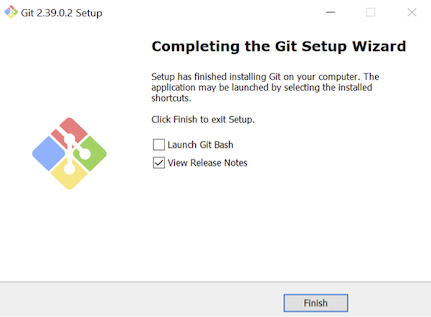 Git 2.39.0.2 Setup
Completing the Git Setup Wizard
Setup has finished installing Git on your computer. The
application may be launched by selecting the installed
shortcuts.
Click Finish to exit Setup.
Launch Git Bash
View Release Notes
Finish